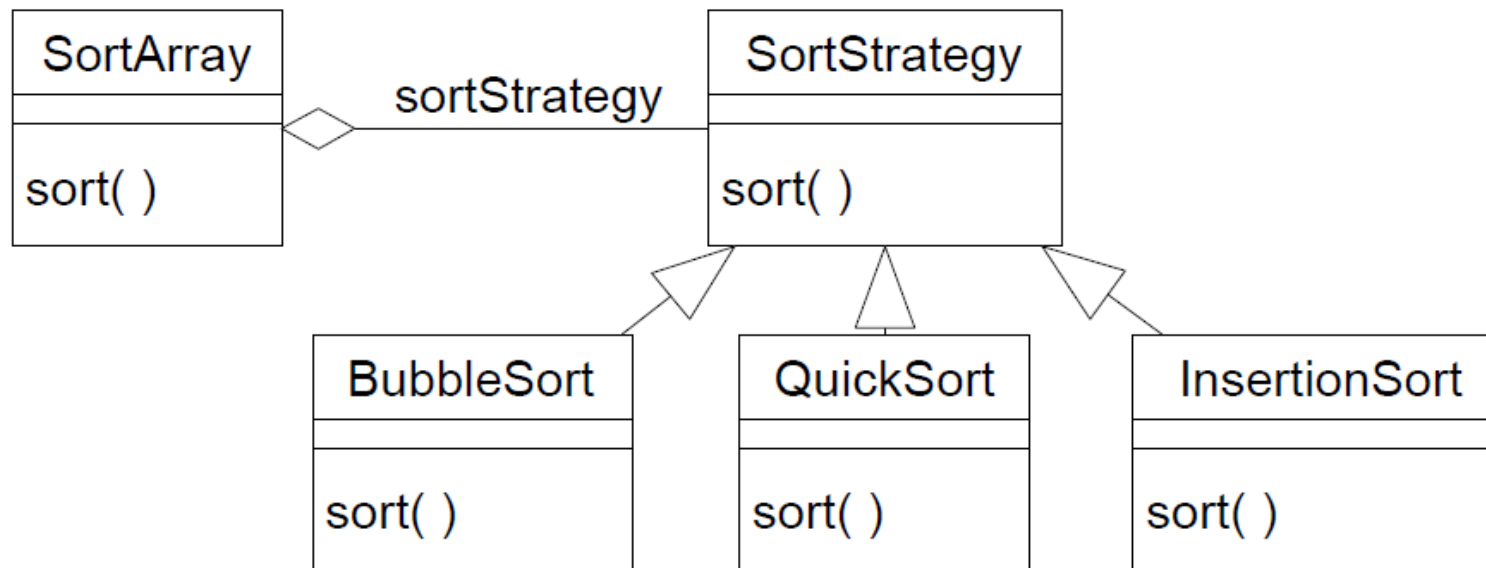 SortArray
sort( )
sortStrategy
SortStrategy
sort( )
BubbleSort
sort( )
QuickSort
sort( )
InsertionSort
sort( )